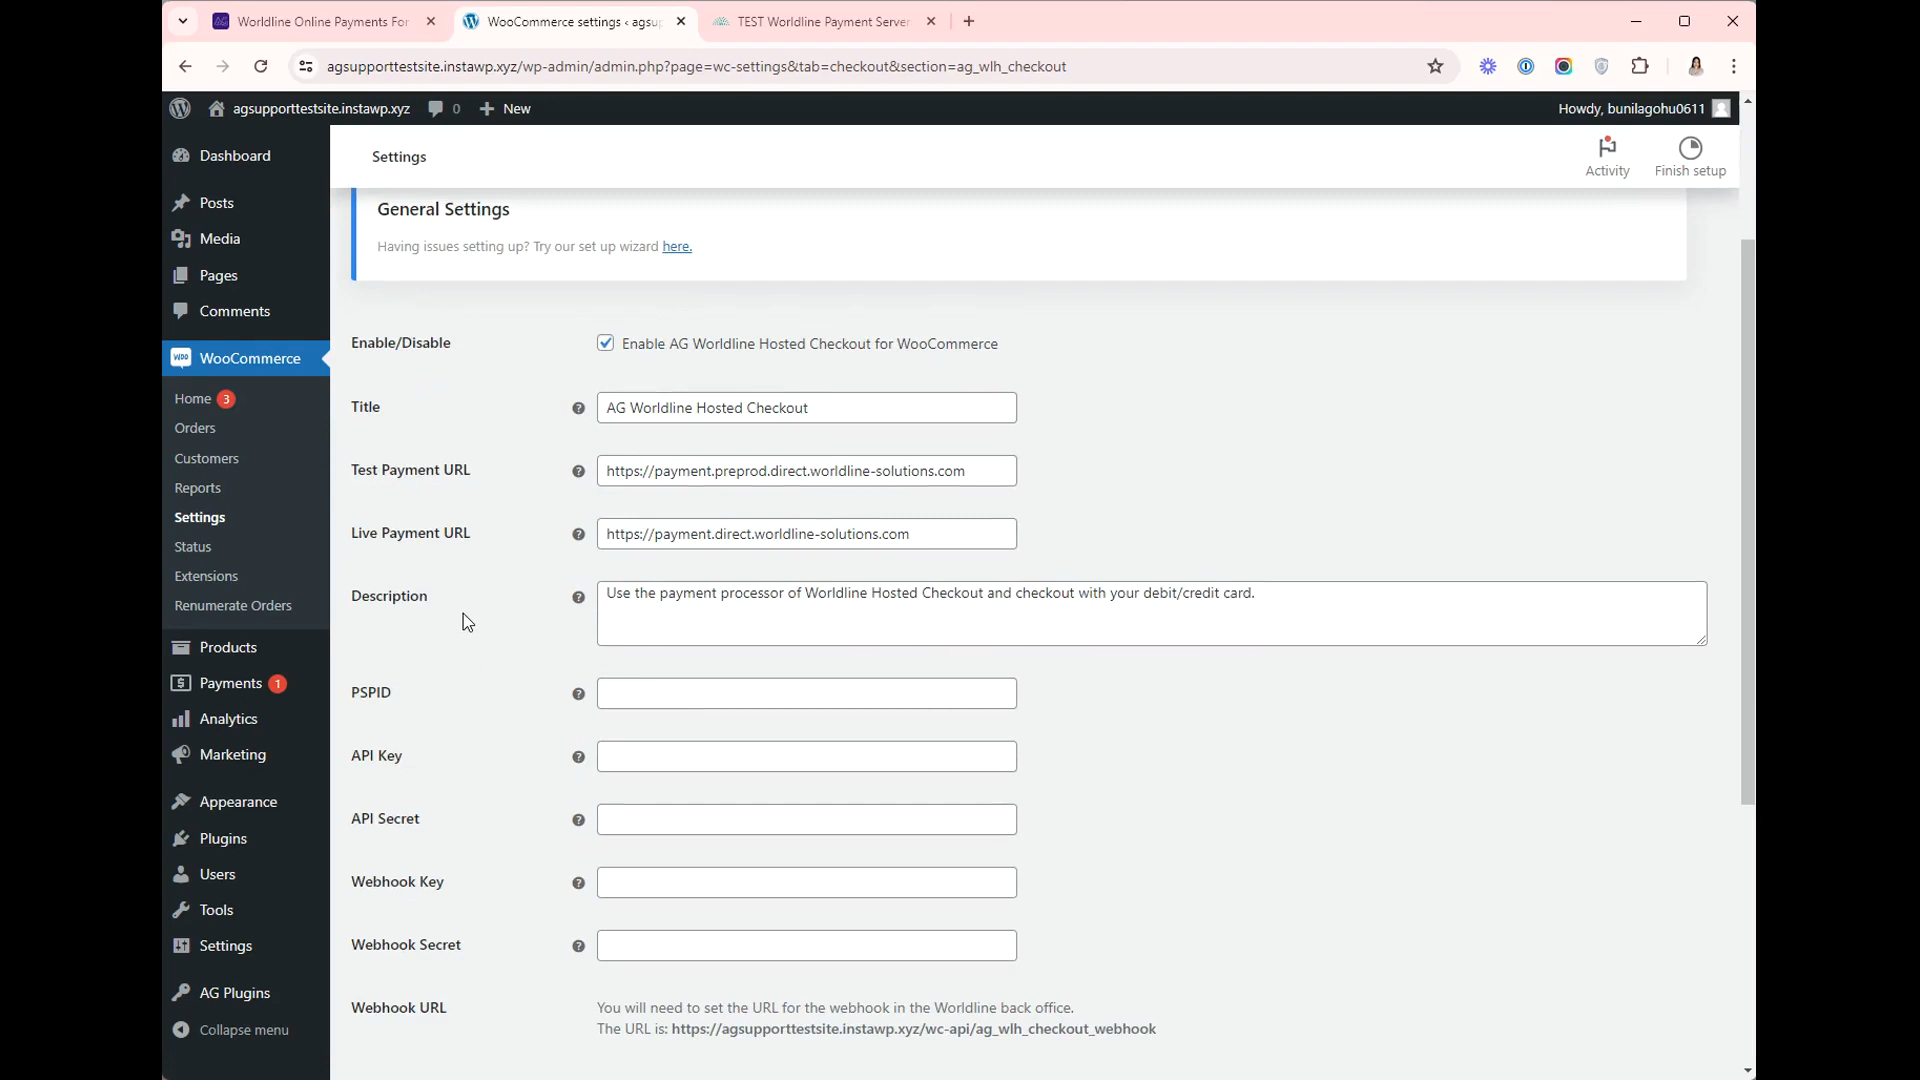 Worldline Online Payments For
WooCommerce settings ‹ agsu
TEST Worldline Payment Server
agsupporttestsite.instawp.xyz/wp-admin/admin.php?page=wc-settings&tab=checkout&section=ag_wlh_checkout
agsupporttestsite.instawp.xyz
0
New
Howdy, bunilagohu0611
Dashboard
Posts
Media
Pages
Comments
WooCommerce
Home 3
Orders
Customers
Reports
Settings
Status
Extensions
Renumerate Orders
Products
Payments 1
Analytics
Marketing
Appearance
Plugins
Users
Tools
Settings
AG Plugins
Collapse menu
Settings
Activity
Finish setup
General Settings
Having issues setting up? Try our set up wizard here.
Enable/Disable
Enable AG Worldline Hosted Checkout for WooCommerce
Title
AG Worldline Hosted Checkout
Test Payment URL
https://payment.preprod.direct.worldline-solutions.com
Live Payment URL
https://payment.direct.worldline-solutions.com
Description
Use the payment processor of Worldline Hosted Checkout and checkout with your debit/credit card.
PSPID
API Key
API Secret
Webhook Key
Webhook Secret
Webhook URL
You will need to set the URL for the webhook in the Worldline back office.
The URL is: https://agsupporttestsite.instawp.xyz/wc-api/ag_wlh_checkout_webhook